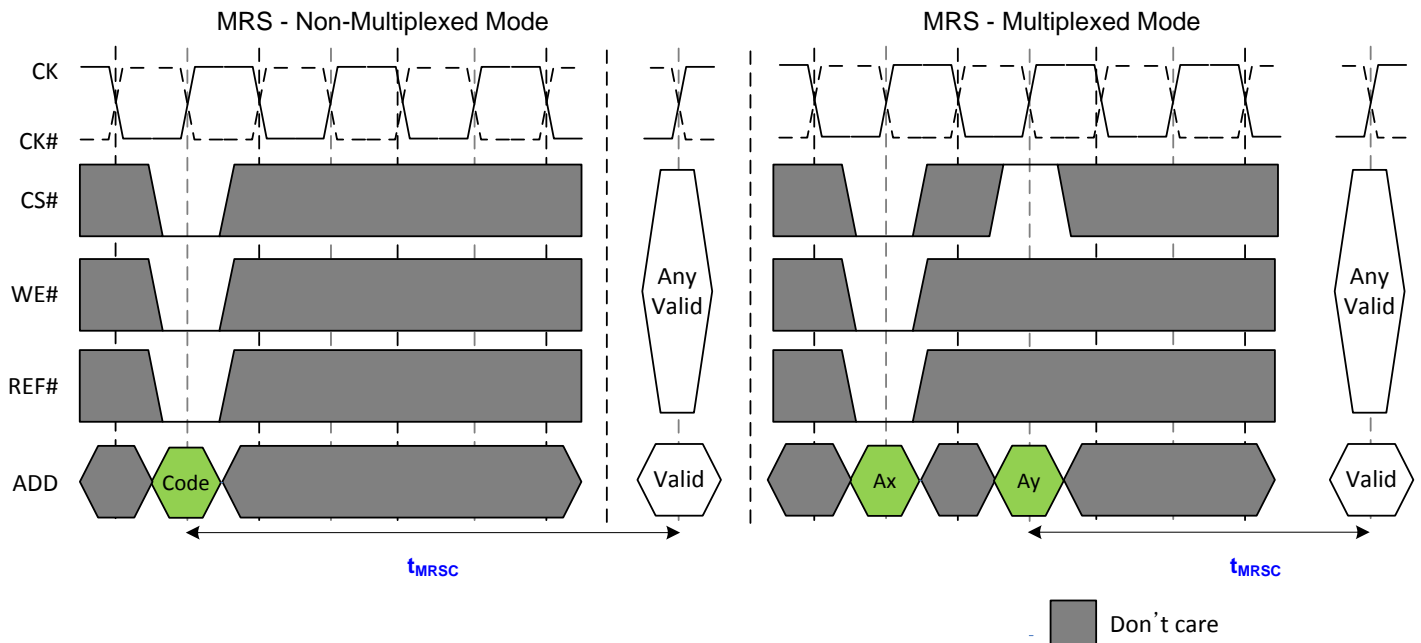 MRS - Non-Multiplexed Mode
MRS - Multiplexed Mode
CK
CK#
CS#
WE#
REF#
ADD
Any
Valid
Any
Valid
Code
Valid
Ax
Ay
Valid
tMRSC
tMRSC
Don't care